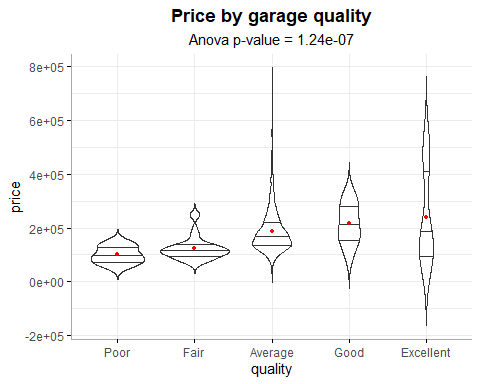 Price by garage quality
Anova p-value = 1.24e-07
8e+05
6e+05
4e+05
2e+05
0e+00
-2e+05
price
Poor Fair Average Good Excellent
quality